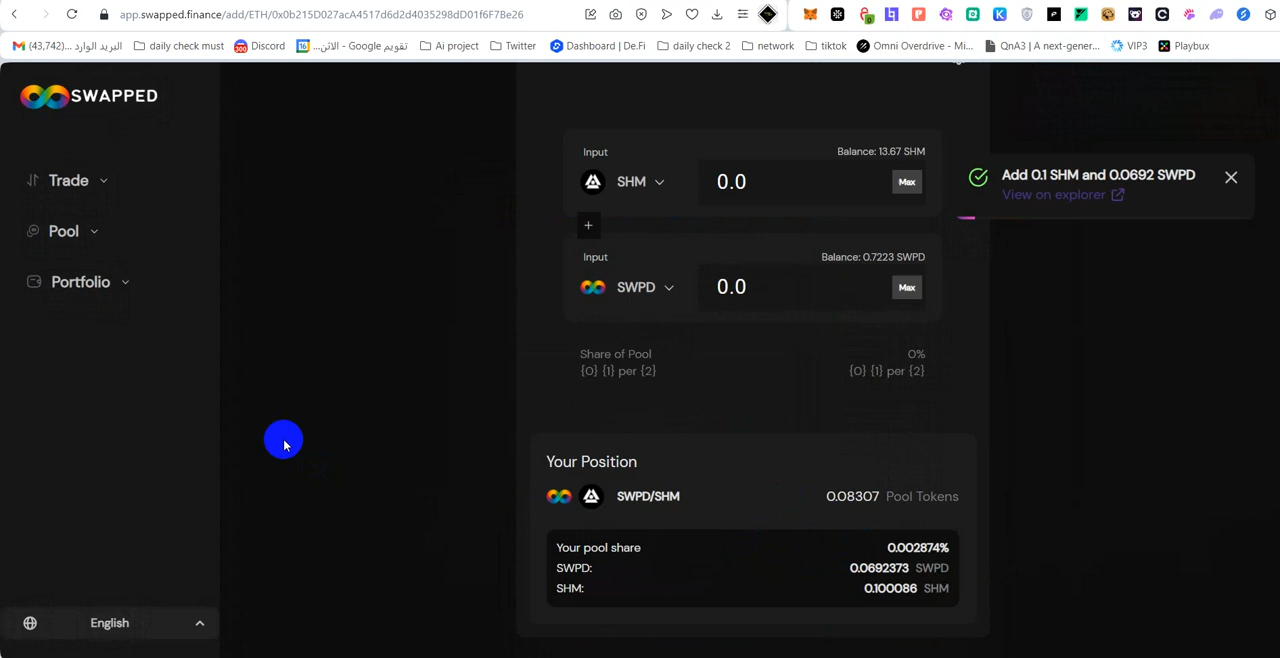 app.swapped.finance/add/ETH/0x0b215D027acA4517d6d2d4035298dD01f6F7Be26
البريد الوارد (43,742)... daily check must Discord تقويم Google - الاثن... Ai project Twitter Dashboard | De.Fi daily check 2 network tiktok Omni Overdrive - Mi... QnA3 | A next-gener... VIP3 Playbux
SWAPPED
Trade
Pool
Portfolio
English
Input
Balance: 13.67 SHM
SHM
0.0
Max
+
Input
Balance: 0.7223 SWPD
SWPD
0.0
Max
Share of Pool
0%
{0} {1} per {2}
{0} {1} per {2}
Your Position
SWPD/SHM
0.08307 Pool Tokens
Your pool share
0.002874%
SWPD:
0.0692373 SWPD
SHM:
0.100086 SHM
Add 0.1 SHM and 0.0692 SWPD
View on explorer